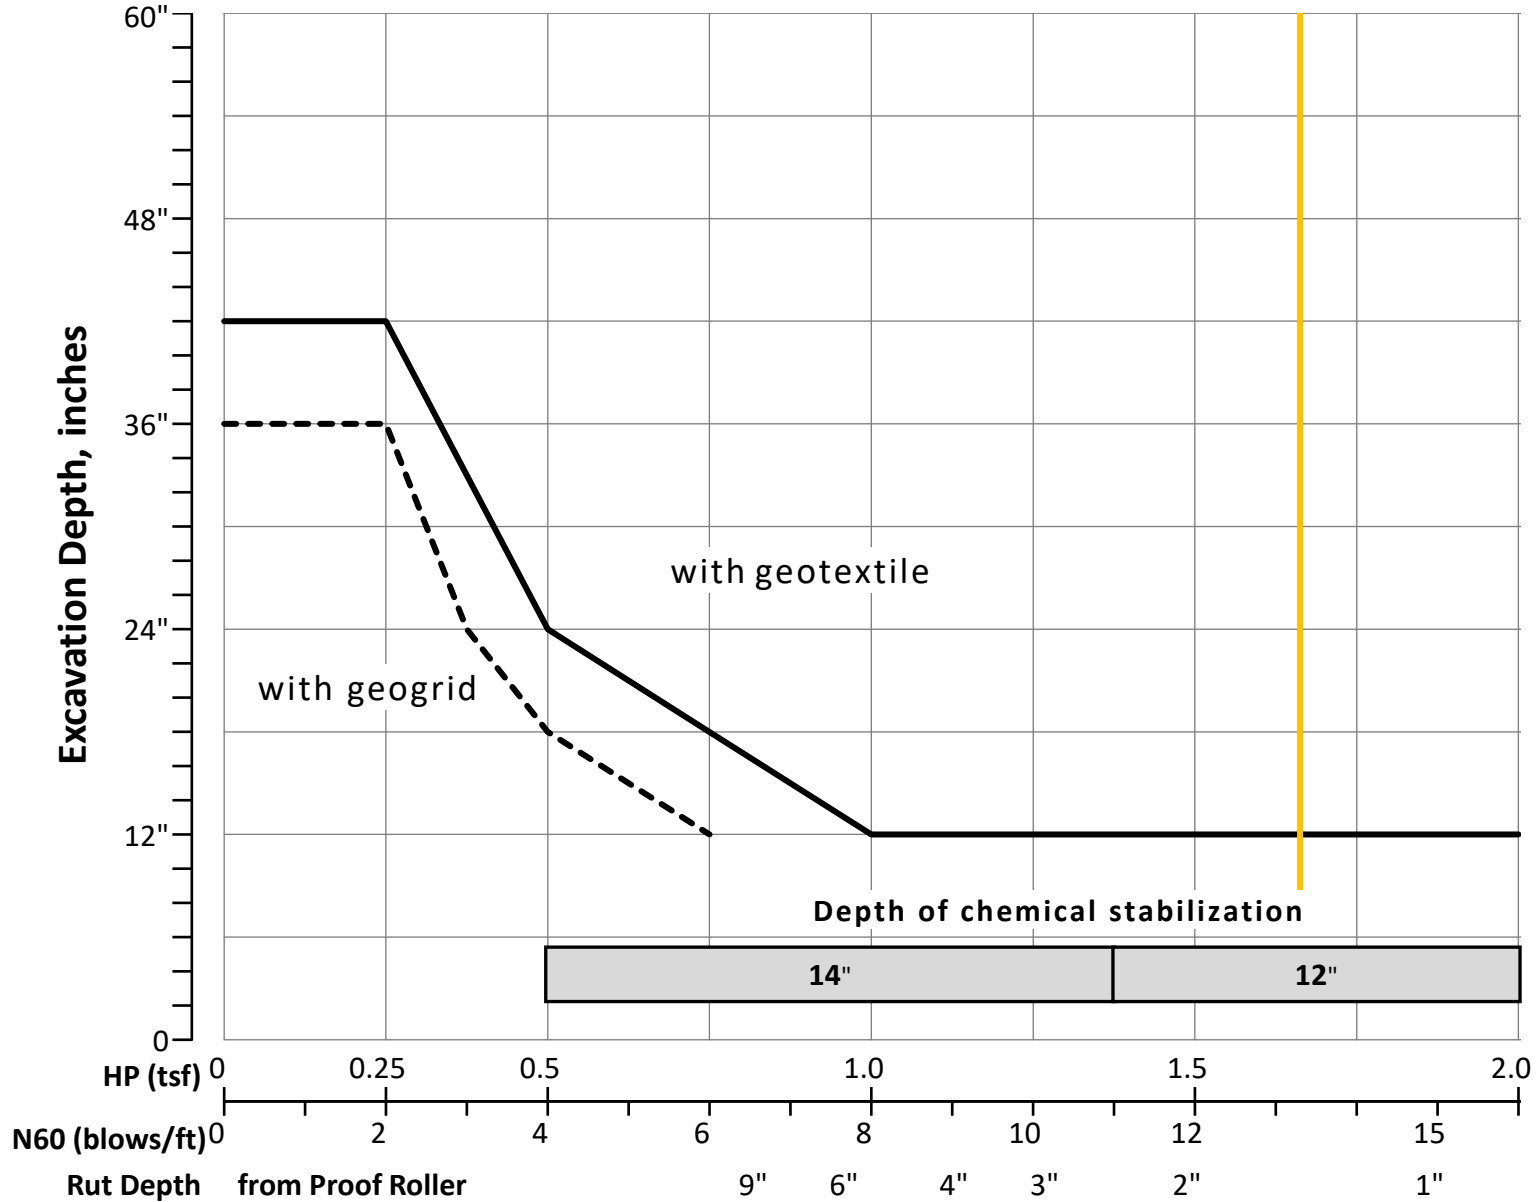 60"
48"
36"
24"
12"
0
Excavation Depth, inches
with geotextile
with geogrid
Depth of chemical stabilization
14" 12"
HP (tsf) 0 0.25 0.5 1.0 1.5 2.0
N60 (blows/ft) 0 2 4 6 8 10 12 15
Rut Depth from Proof Roller 9" 6" 4" 3" 2" 1"